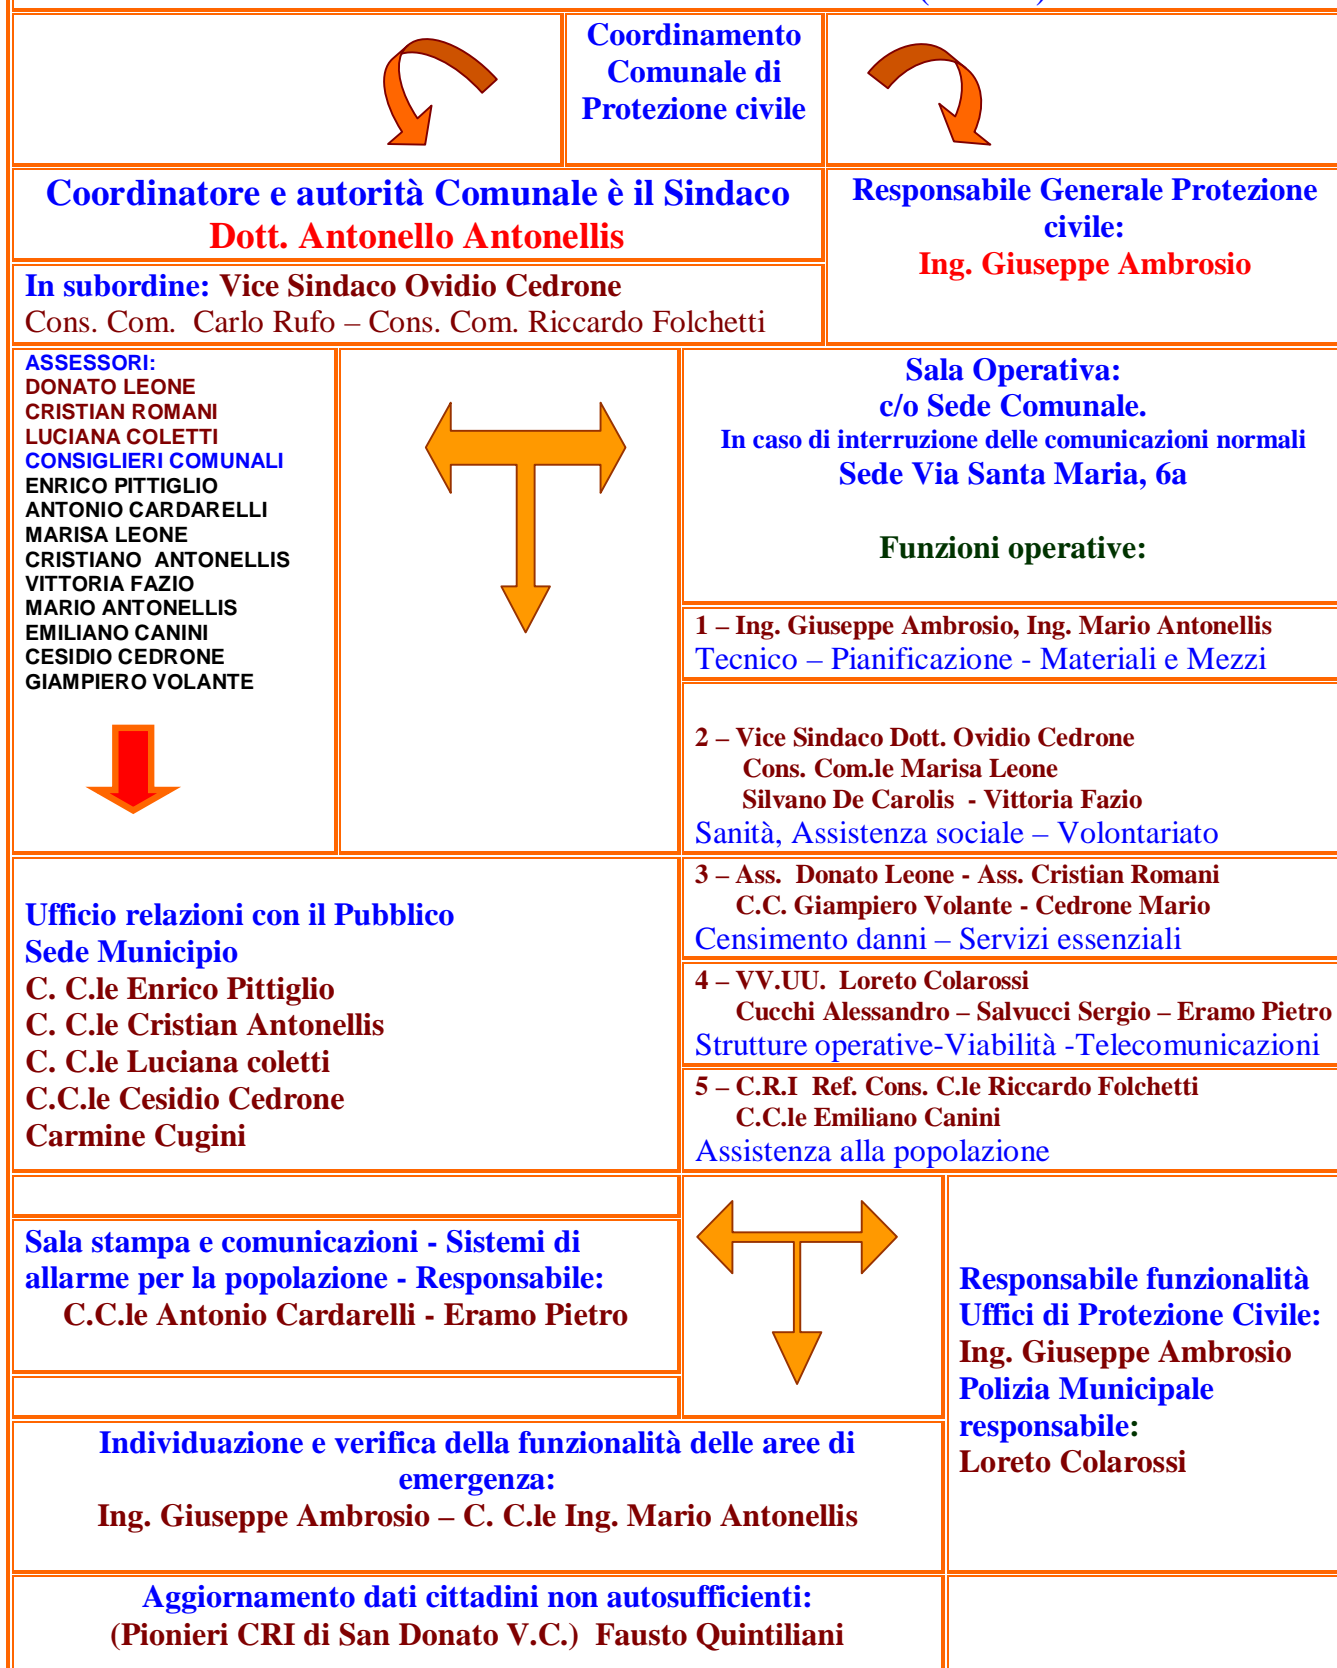 Coordinamento
Comunale di
Protezione civile
Coordinatore e autorità Comunale è il Sindaco
Dott. Antonello Antonellis
Responsabile Generale Protezione
civile:
Ing. Giuseppe Ambrosio
In subordine: Vice Sindaco Ovidio Cedrone
Cons. Com.  Carlo Rufo – Cons. Com. Riccardo Folchetti
ASSESSORI:
DONATO LEONE
CRISTIAN ROMANI
LUCIANA COLETTI
CONSIGLIERI COMUNALI
ENRICO PITTIGLIO
ANTONIO CARDARELLI
MARISA LEONE
CRISTIANO  ANTONELLIS
VITTORIA FAZIO
MARIO ANTONELLIS
EMILIANO CANINI
CESIDIO CEDRONE
GIAMPIERO VOLANTE
Sala Operativa:
c/o Sede Comunale.
In caso di interruzione delle comunicazioni normali
Sede Via Santa Maria, 6a
Funzioni operative:
1 – Ing. Giuseppe Ambrosio, Ing. Mario Antonellis
Tecnico – Pianificazione - Materiali e Mezzi
2 – Vice Sindaco Dott. Ovidio Cedrone
Cons. Com.le Marisa Leone
Silvano De Carolis  - Vittoria Fazio
Sanità, Assistenza sociale – Volontariato
3 – Ass.  Donato Leone - Ass. Cristian Romani
C.C. Giampiero Volante - Cedrone Mario
Censimento danni – Servizi essenziali
4 – VV.UU.  Loreto Colarossi
Cucchi Alessandro – Salvucci Sergio – Eramo Pietro
Strutture operative-Viabilità -Telecomunicazioni
5 – C.R.I  Ref. Cons. C.le Riccardo Folchetti
C.C.le Emiliano Canini
Assistenza alla popolazione
Ufficio relazioni con il Pubblico
Sede Municipio
C. C.le Enrico Pittiglio
C. C.le Cristian Antonellis
C. C.le Luciana coletti
C.C.le Cesidio Cedrone
Carmine Cugini
Sala stampa e comunicazioni - Sistemi di
allarme per la popolazione - Responsabile:
C.C.le Antonio Cardarelli - Eramo Pietro
Responsabile funzionalità
Uffici di Protezione Civile:
Ing. Giuseppe Ambrosio
Polizia Municipale
responsabile:
Loreto Colarossi
Individuazione e verifica della funzionalità delle aree di
emergenza:
Ing. Giuseppe Ambrosio – C. C.le Ing. Mario Antonellis
Aggiornamento dati cittadini non autosufficienti:
(Pionieri CRI di San Donato V.C.)  Fausto Quintiliani